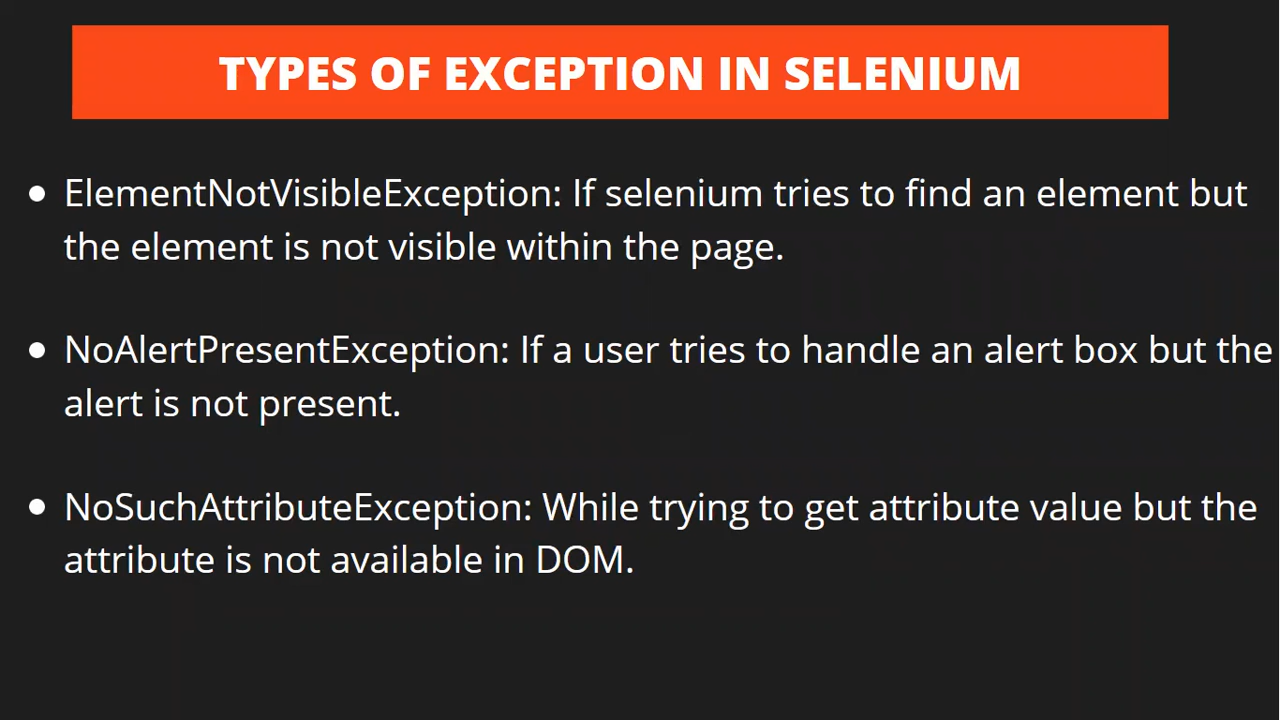 TYPES OF EXCEPTION IN SELENIUM
• ElementNotVisibleException: If selenium tries to find an element but
the element is not visible within the page.
• NoAlertPresentException: If a user tries to handle an alert box but the
alert is not present.
• NoSuchAttributeException: While trying to get attribute value but the
attribute is not available in DOM.